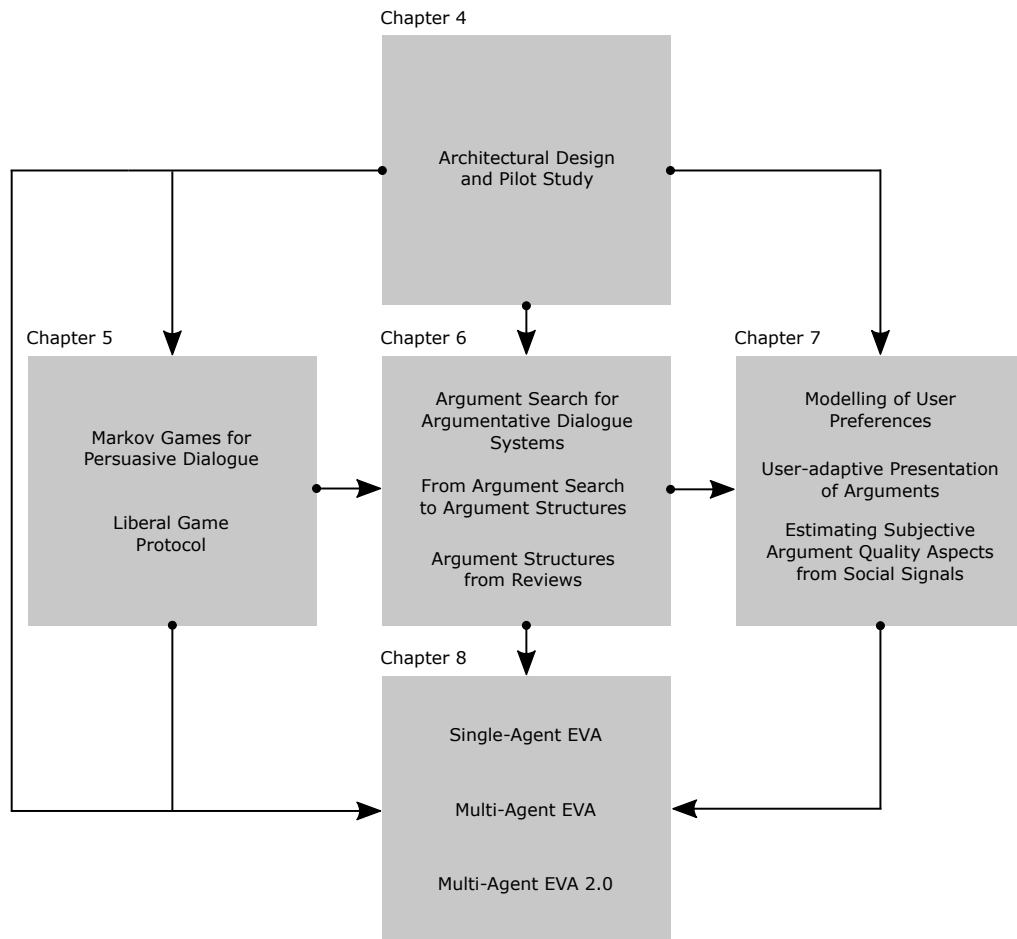 Chapter 4
Architectural Design
and Pilot Study
Chapter 5
Markov Games for
Persuasive Dialogue
Liberal Game
Protocol
Chapter 6
Argument Search for
Argumentative Dialogue
Systems
From Argument Search
to Argument Structures
Argument Structures
from Reviews
Chapter 7
Modelling of User
Preferences
User-adaptive Presentation
of Arguments
Estimating Subjective
Argument Quality Aspects
from Social Signals
Chapter 8
Single-Agent EVA
Multi-Agent EVA
Multi-Agent EVA 2.0